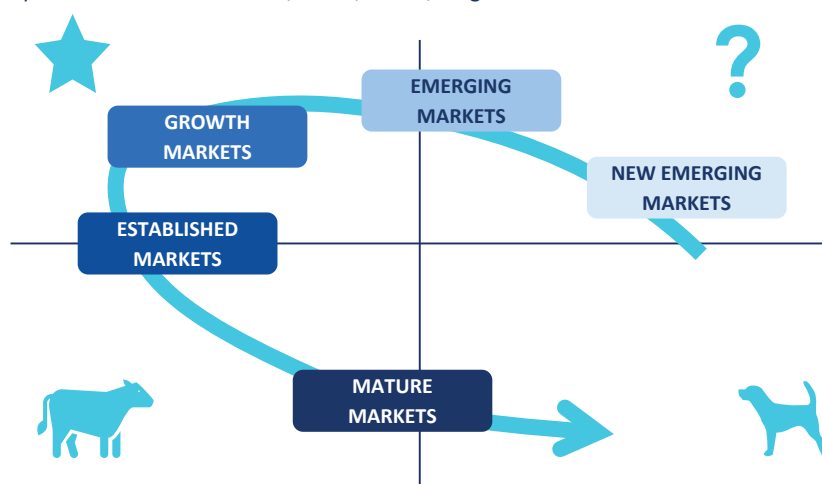 EMERGING
MARKETS
GROWTH
MARKETS
NEW EMERGING
MARKETS
ESTABLISHED
MARKETS
MATURE
MARKETS
?